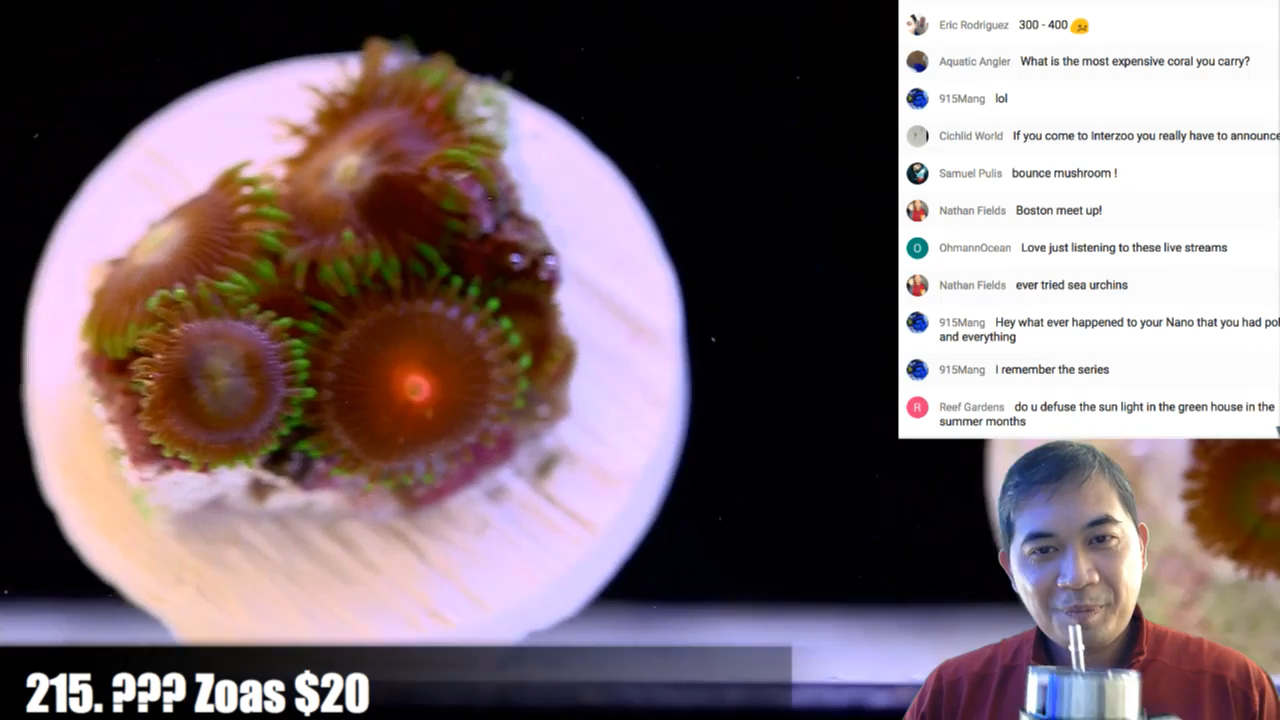 Eric Rodriguez 300 - 400
Aquatic Angler What is the most expensive coral you carry?
915Mang lol
Cichlid World If you come to Interzoo you really have to announce
Samuel Pulis bounce mushroom !
Nathan Fields Boston meet up!
O OhmannOcean Love just listening to these live streams
Nathan Fields ever tried sea urchins
915Mang Hey what ever happened to your Nano that you had pol
and everything
915Mang I remember the series
R Reef Gardens do u defuse the sun light in the green house in the
summer months
215. ??? Zoas $20